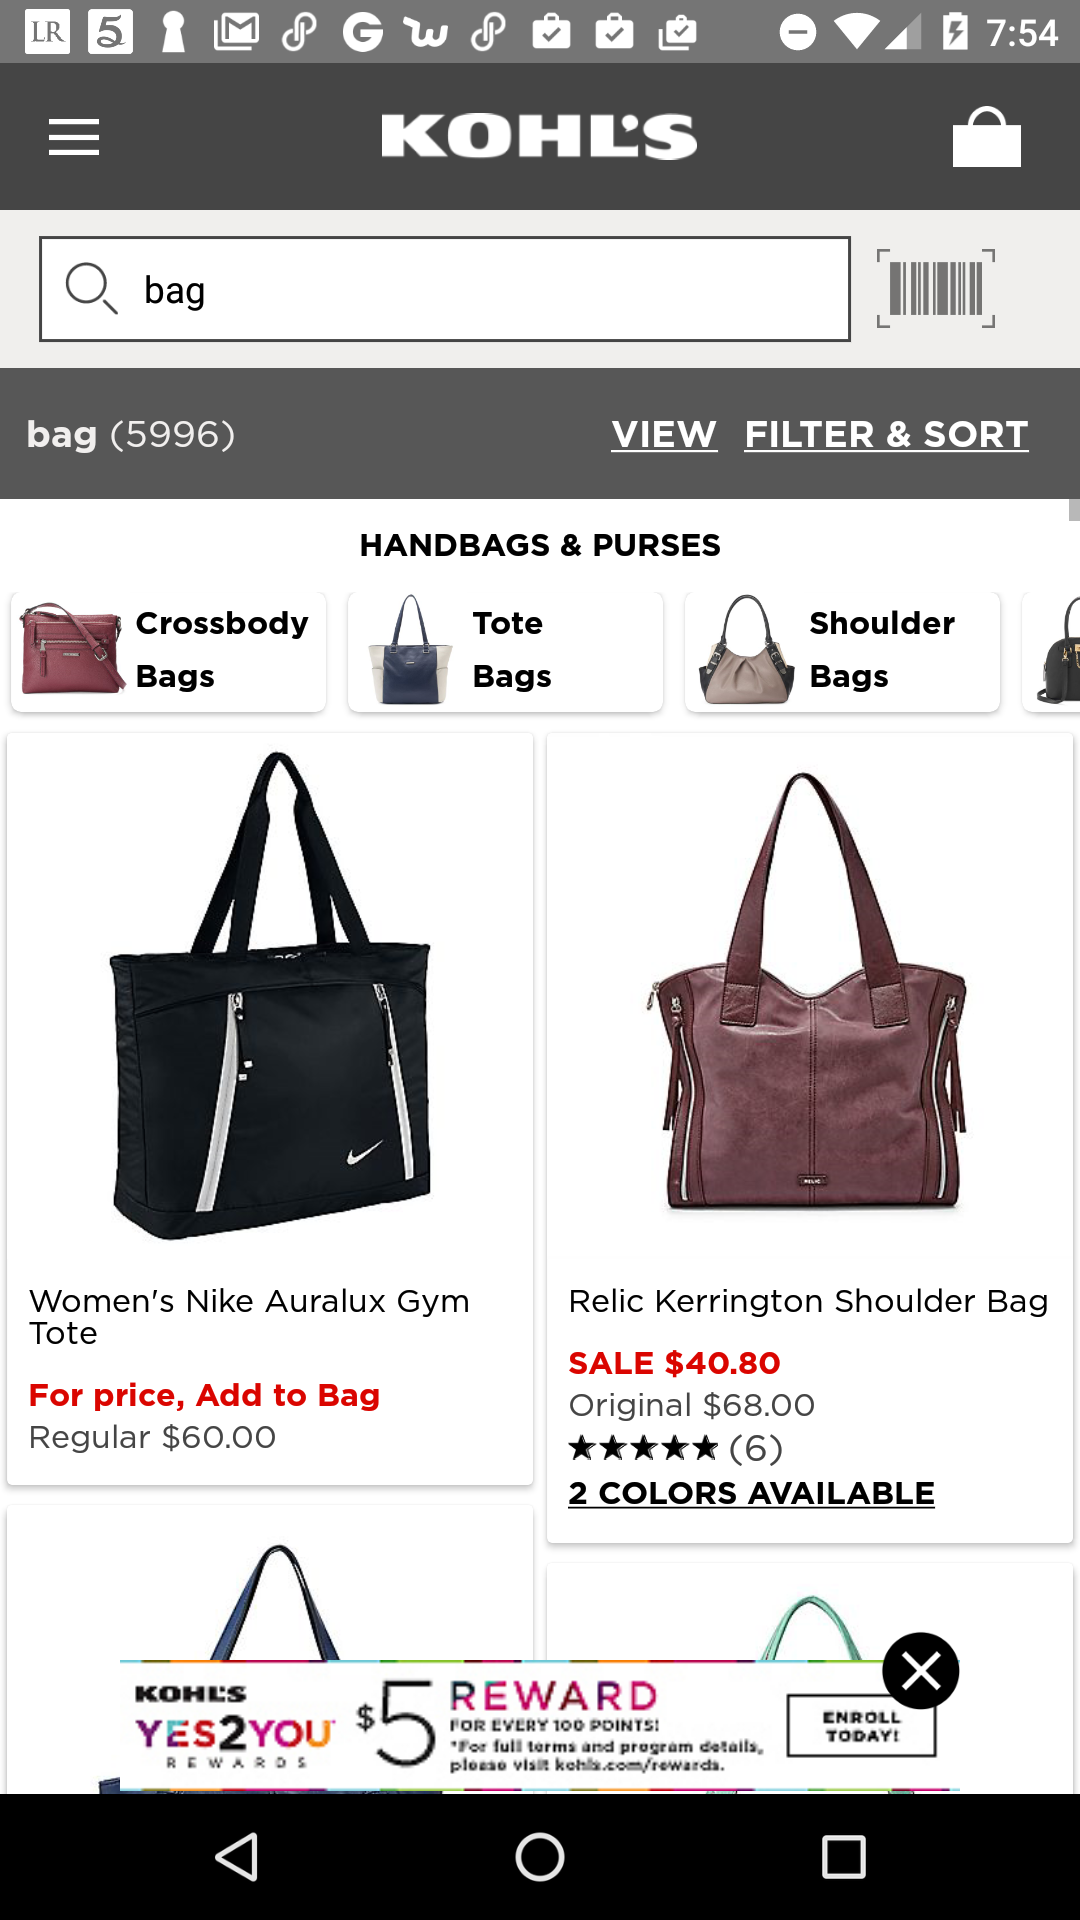 LR 5 G 7:54
KOHL'S
bag
bag (5996) VIEW FILTER & SORT
HANDBAGS & PURSES
Crossbody
Bags
Tote
Bags
Shoulder
Bags
Women's Nike Auralux Gym
Tote
For price, Add to Bag
Regular $60.00
RELIC
Relic Kerrington Shoulder Bag
SALE $40.80
Original $68.00
(6)
2 COLORS AVAILABLE
KOHL'S
YES2YOU
REWARDS
$5 REWARD
FOR EVERY 100 POINTS!
*For full terms and program details,
please visit kohls.com/rewards.
ENROLL
TODAY!